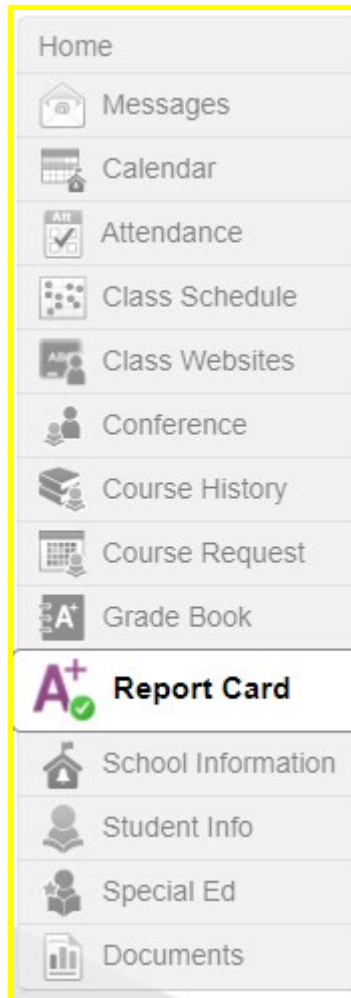 Home
Messages
Calendar
Attendance
Class Schedule
Class Websites
Conference
Course History
Course Request
Grade Book
Report Card
School Information
Student Info
Special Ed
Documents